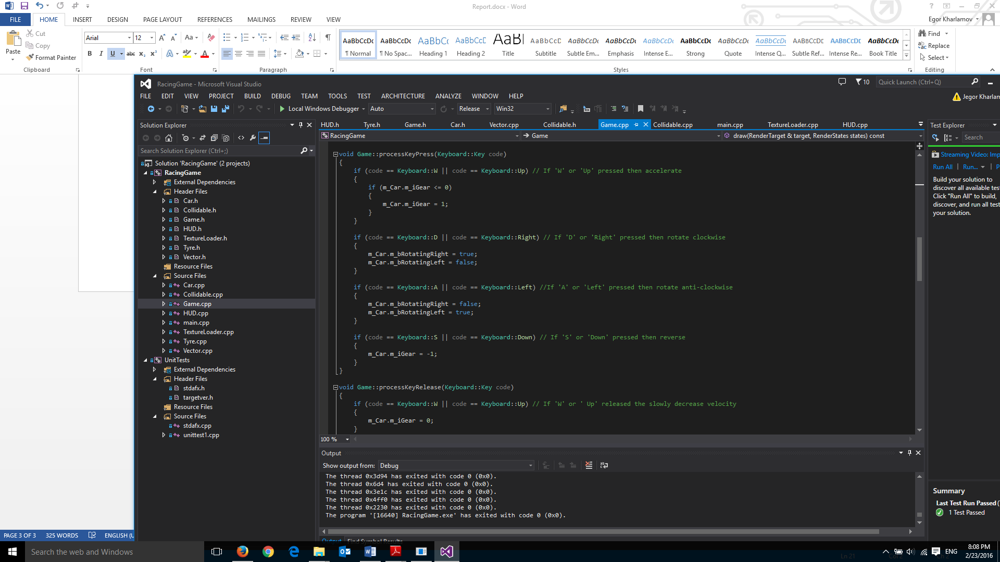 Report.docx - Word
FILE HOME INSERT DESIGN PAGE LAYOUT REFERENCES MAILINGS REVIEW VIEW
Egor Kharlamov
Paste
Cut
Copy
Format Painter
Clipboard
Arial 12
Font
Paragraph
AaBbCcDc AaBbCcDc AaBbCc AaBbCcD AaBl AaBbCcD AaBbCcDc AaBbCcDc AaBbCcDc AaBbCcDc AaBbCcDc AaBbCcDc AABBCCDC AABBCCDC AaBbCcDc
¶ Normal ¶ No Spac... Heading 1 Heading 2 Title Subtitle Subtle Em... Emphasis Intense E... Strong Quote Intense Q... Subtle Ref... Intense Re... Book Title
Styles
Find
Replace
Select
Editing
RacingGame - Microsoft Visual Studio
10
Quick Launch (Ctrl+Q)
FILE EDIT VIEW PROJECT BUILD DEBUG TEAM TOOLS TEST ARCHITECTURE ANALYZE WINDOW HELP
Jegor Kharlam
Local Windows Debugger Auto Release Win32
Solution Explorer
Search Solution Explorer (Ctrl+;)
Solution 'RacingGame' (2 projects)
RacingGame
External Dependencies
Header Files
Car.h
Collidable.h
Game.h
HUD.h
TextureLoader.h
Tyre.h
Vector.h
Resource Files
Source Files
Car.cpp
Collidable.cpp
Game.cpp
HUD.cpp
main.cpp
TextureLoader.cpp
Tyre.cpp
Vector.cpp
UnitTests
External Dependencies
Header Files
stdafx.h
targetver.h
Resource Files
Source Files
stdafx.cpp
unittest1.cpp
HUD.h Tyre.h Game.h Car.h Vector.cpp Collidable.h Game.cpp Collidable.cpp main.cpp TextureLoader.cpp HUD.cpp
RacingGame Game draw(RenderTarget & target, RenderStates states) const
void Game::processKeyPress(Keyboard::Key code)
{
if (code == Keyboard::W || code == Keyboard::Up) // If 'W' or 'Up' pressed then accelerate
{
if (m_Car.m_iGear <= 0)
{
m_Car.m_iGear = 1;
}
}
if (code == Keyboard::D || code == Keyboard::Right) // If 'D' or 'Right' pressed then rotate clockwise
{
m_Car.m_bRotatingRight = true;
m_Car.m_bRotatingLeft = false;
}
if (code == Keyboard::A || code == Keyboard::Left) //If 'A' or 'Left' pressed then rotate anti-clockwise
{
m_Car.m_bRotatingRight = false;
m_Car.m_bRotatingLeft = true;
}
if (code == Keyboard::S || code == Keyboard::Down) // If 'S' or 'Down' pressed then reverse
{
m_Car.m_iGear = -1;
}
}
void Game::processKeyRelease(Keyboard::Key code)
{
if (code == Keyboard::W || code == Keyboard::Up) // If 'W' or ' Up' released the slowly decrease velocity
{
m_Car.m_iGear = 0;
}
100 %
Output
Show output from: Debug
The thread 0x3d94 has exited with code 0 (0x0).
The thread 0x6d4 has exited with code 0 (0x0).
The thread 0x3e1c has exited with code 0 (0x0).
The thread 0x4ff0 has exited with code 0 (0x0).
The thread 0x2230 has exited with code 0 (0x0).
The program '[16640] RacingGame.exe' has exited with code 0 (0x0).
Output Find Symbol Results
Test Explorer
Search
Streaming Video: Imp
Run All | Run... | P
Build your solution to
discover all available test
Click "Run All" to build,
discover, and run all test
your solution.
Summary
Last Test Run Passed (
1 Test Passed
PAGE 3 OF 3 325 WORDS ENGLISH (U
Search the web and Windows
Ln 21 Col 2 Ch 2
ENG
8:08 PM
2/23/2016